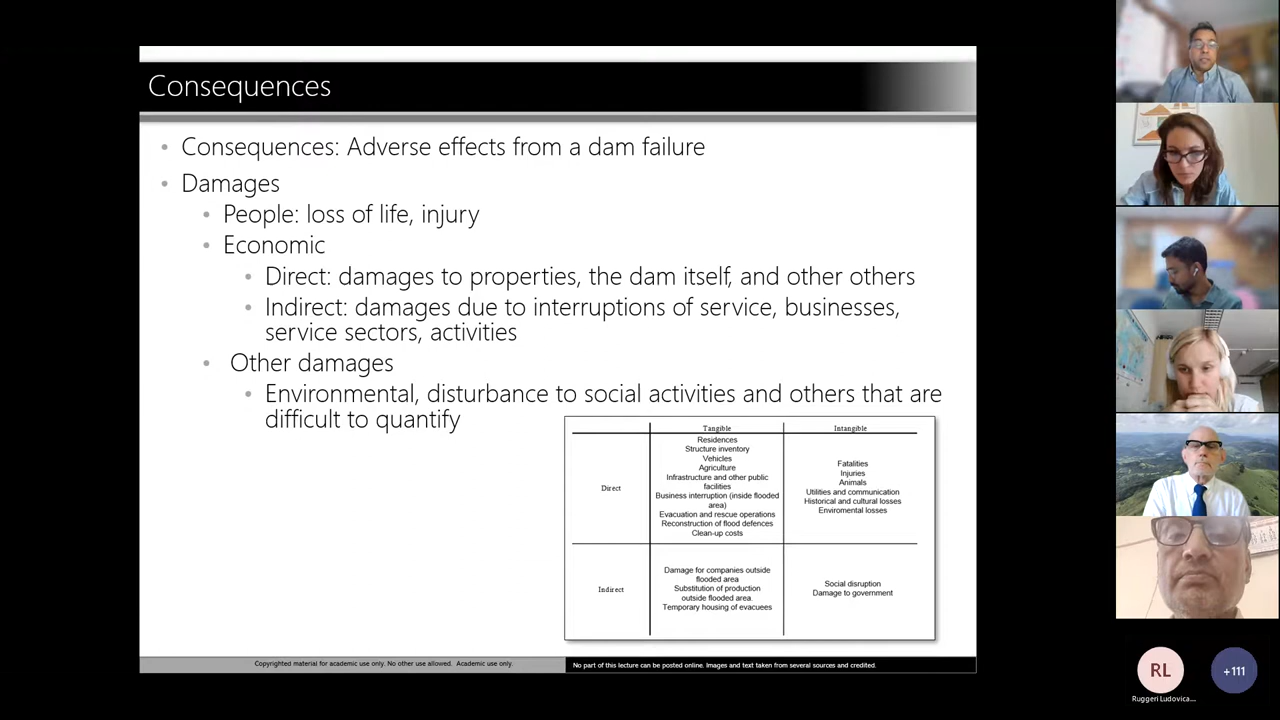 Consequences
• Consequences: Adverse effects from a dam failure
• Damages
• People: loss of life, injury
• Economic
• Direct: damages to properties, the dam itself, and other others
• Indirect: damages due to interruptions of service, businesses,
service sectors, activities
• Other damages
• Environmental, disturbance to social activities and others that are
difficult to quantify
Tangible
Intangible
Direct
Residences
Structure inventory
Vehicles
Agriculture
Infrastructure and other public
facilities
Business interruption (inside flooded
area)
Evacuation and rescue operations
Reconstruction of flood defences
Clean-up costs
Fatalities
Injuries
Animals
Utilities and communication
Historical and cultural losses
Enviromental losses
Indirect
Damage for companies outside
flooded area
Substitution of production
outside flooded area.
Temporary housing of evacuees
Social disruption
Damage to government
Copyrighted material for academic use only. No other use allowed. Academic use only.
No part of this lecture can be posted online. Images and text taken from several sources and credited.
RL
+111
Ruggeri Ludovica...